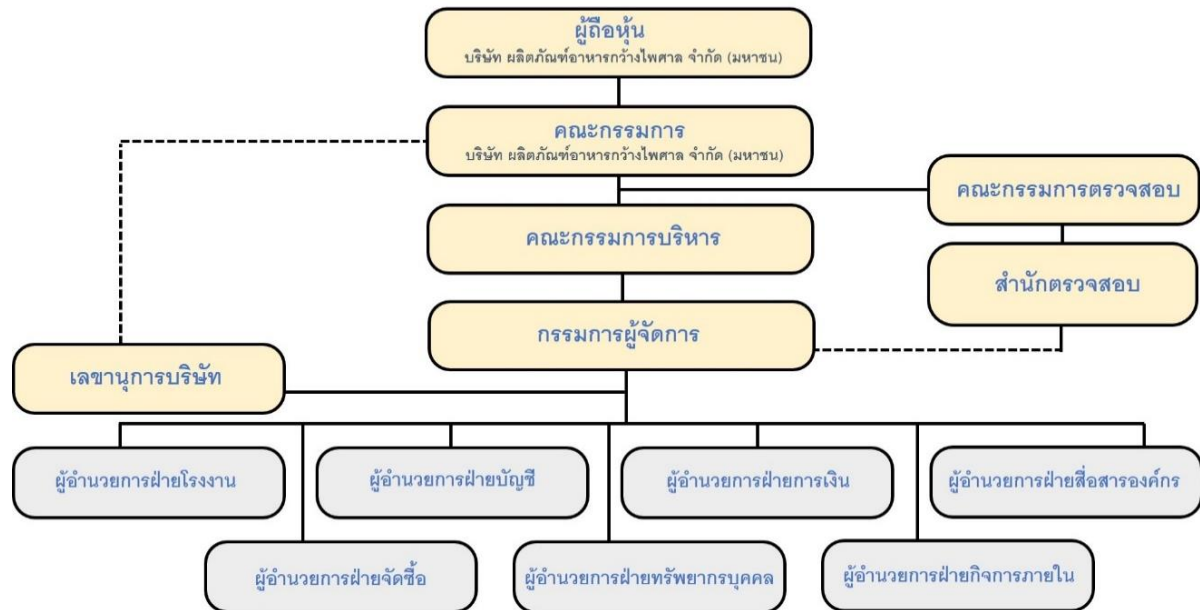 ผู้ถือหุ้น
บริษัท ผลิตภัณฑ์อาหารกว้างไพศาล จำกัด (มหาชน)
คณะกรรมการ
บริษัท ผลิตภัณฑ์อาหารกว้างไพศาล จำกัด (มหาชน)
คณะกรรมการตรวจสอบ
คณะกรรมการบริหาร
สำนักตรวจสอบ
กรรมการผู้จัดการ
เลขานุการบริษัท
ผู้อำนวยการฝ่ายโรงงาน
ผู้อำนวยการฝ่ายบัญชี
ผู้อำนวยการฝ่ายการเงิน
ผู้อำนวยการฝ่ายสื่อสารองค์กร
ผู้อำนวยการฝ่ายจัดซื้อ
ผู้อำนวยการฝ่ายทรัพยากรบุคคล
ผู้อำนวยการฝ่ายกิจการภายใน